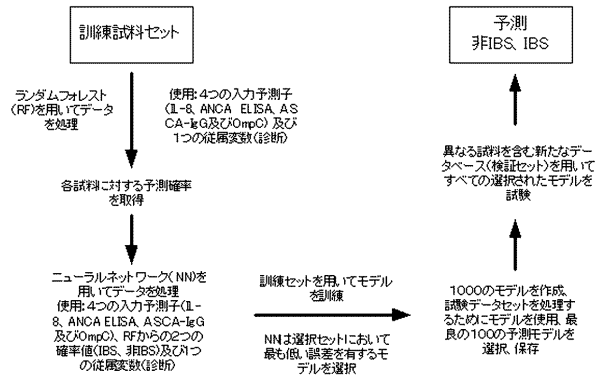 訓練試料セット
ランダムフォレスト
(RF)を用いてデータ
を処理
使用:4つの入力予測子
(IL-8、ANCA ELISA、AS
CA-IgG及びOmpC) 及び
1つの従属変数(診断)
各試料に対する予測確率
を取得
ニューラルネットワーク(NN)を
用いてデータを処理
使用:4つの入力予測子(IL-
8、ANCA ELISA、ASCA-IgG
及びOmpC)、RFからの2つの
確率値(IBS、非IBS)及び1つ
の従属変数(診断)
訓練セットを用いてモデル
を訓練
NNは選択セットにおいて
最も低い誤差を有するモ
デルを選択
1000のモデルを作成、
試験データセットを処理す
るためにモデルを使用、最
良の100の予測モデルを
選択、保存
異なる試料を含む新たなデー
タベース(検証セット)を用いて
すべての選択されたモデルを
試験
予測
非IBS、IBS